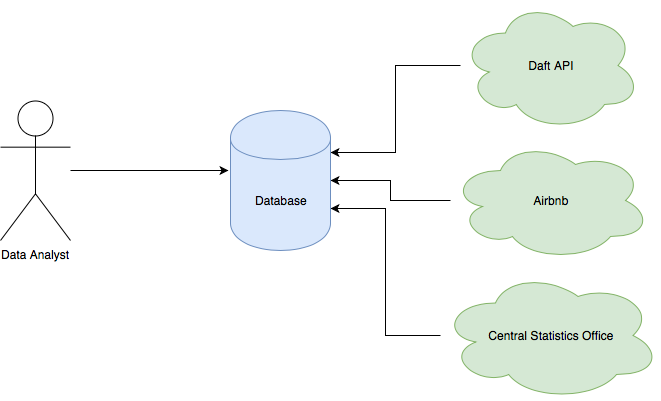 Daft API
Airbnb
Database
Data Analyst
Central Statistics Office